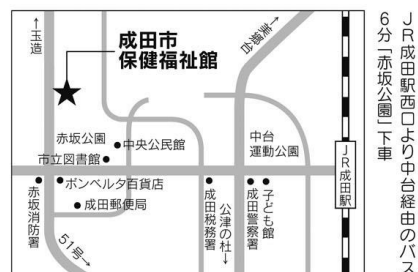 JR成田駅西口より中台経由のバス
6分「赤坂公園」下車
←玉造
←美郷台
成田市
保健福祉館
赤坂公園
中央公民館
市立図書館
中台
運動公園
JR成田駅
ボンベルタ百貨店
成田郵便局
赤坂消防署
成田税務署
公津の杜→
成田警察署
子ども館
51号→